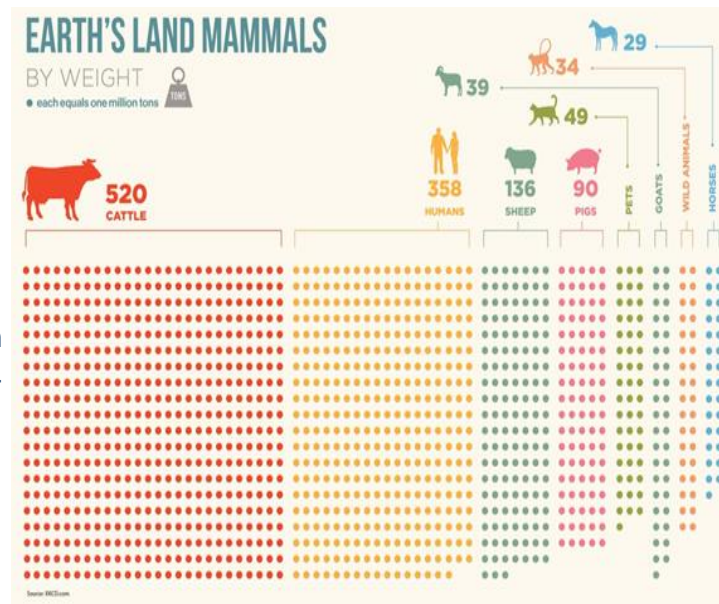 EARTH'S LAND MAMMALS
BY WEIGHT
TONS
● each equals one million tons
520
CATTLE
358
HUMANS
136
SHEEP
90
PIGS
49
PETS
39
GOATS
34
WILD ANIMALS
29
HORSES